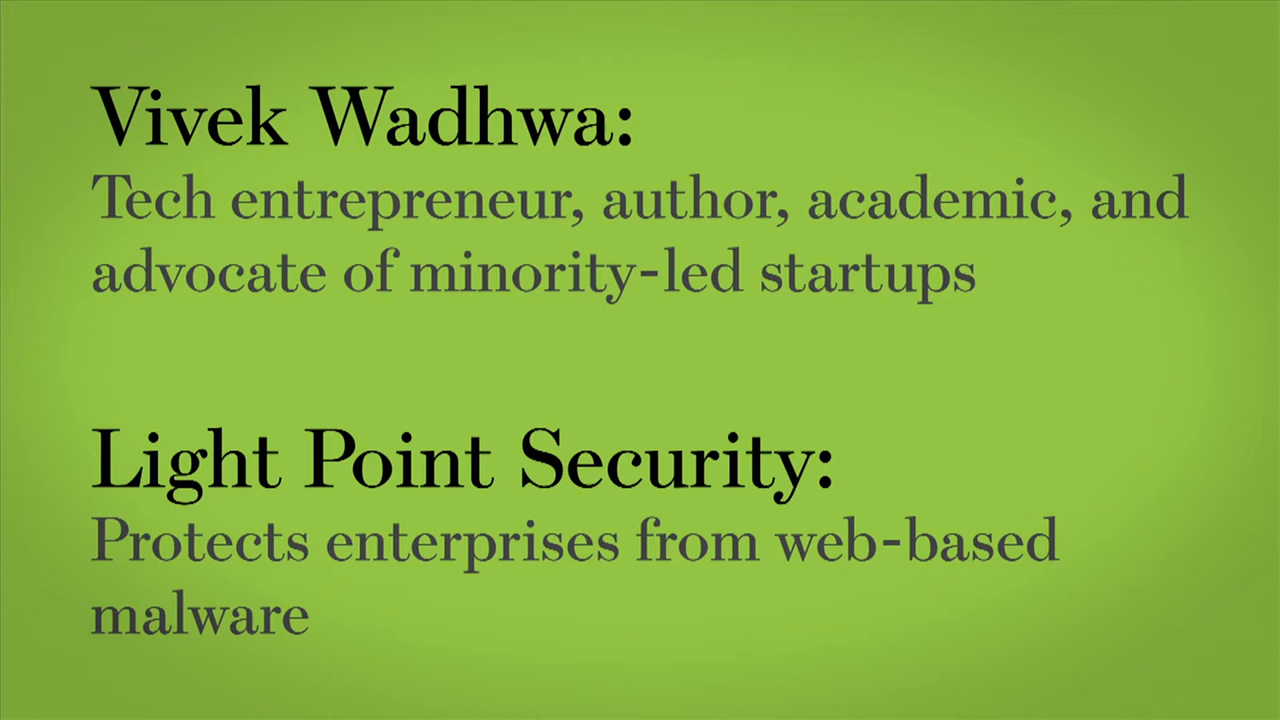 Vivek Wadhwa:
Tech entrepreneur, author, academic, and
advocate of minority-led startups
Light Point Security:
Protects enterprises from web-based
malware